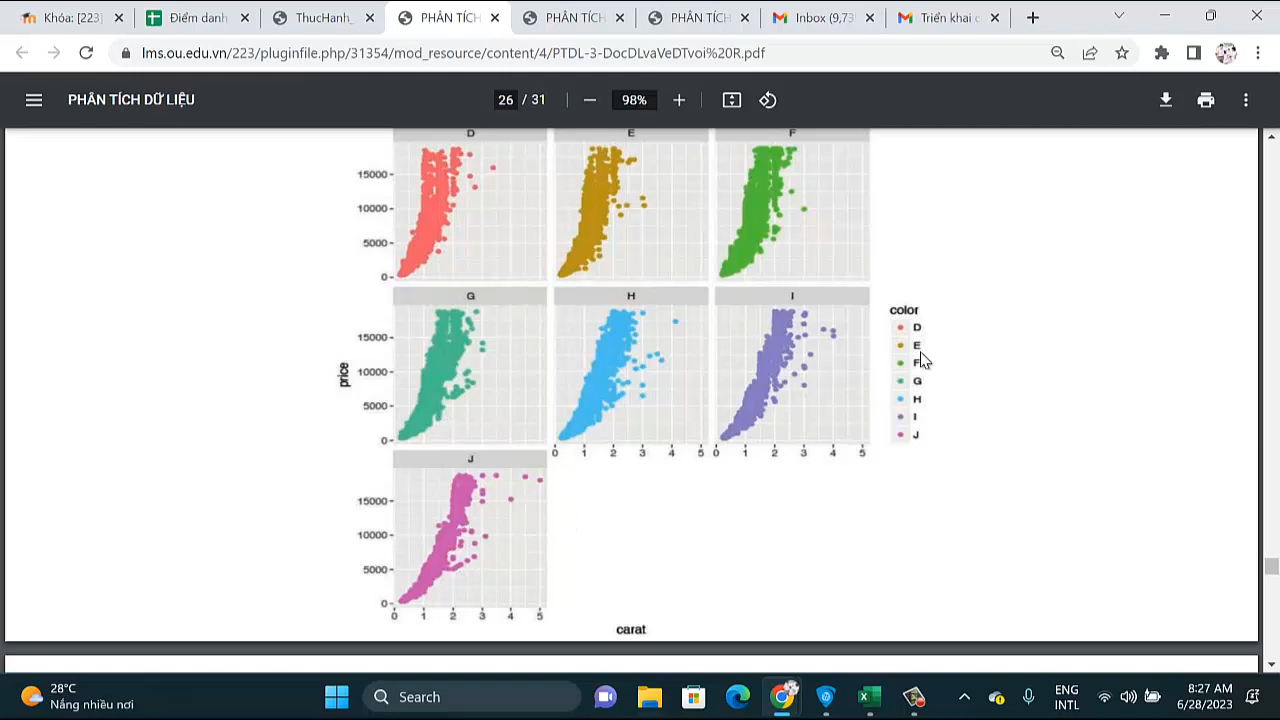 Khóa: [223]
Điểm danh
ThucHanh_
PHÂN TÍCH
PHÂN TÍCH
PHÂN TÍCH
Inbox (9,73
Triển khai c
lms.ou.edu.vn/223/pluginfile.php/31354/mod_resource/content/4/PTDL-3-DocDLvaVeDTvoi%20R.pdf
PHÂN TÍCH DỮ LIỆU
26 / 31
98%
D
E
F
15000
10000
5000
0
G
H
I
15000
10000
5000
0
0 1 2 3 4 5
0 1 2 3 4 5
J
15000
10000
5000
0
0 1 2 3 4 5
price
carat
color
D
E
F
G
H
I
J
28°C
Nắng nhiều nơi
Search
ENG
INTL
8:27 AM
6/28/2023